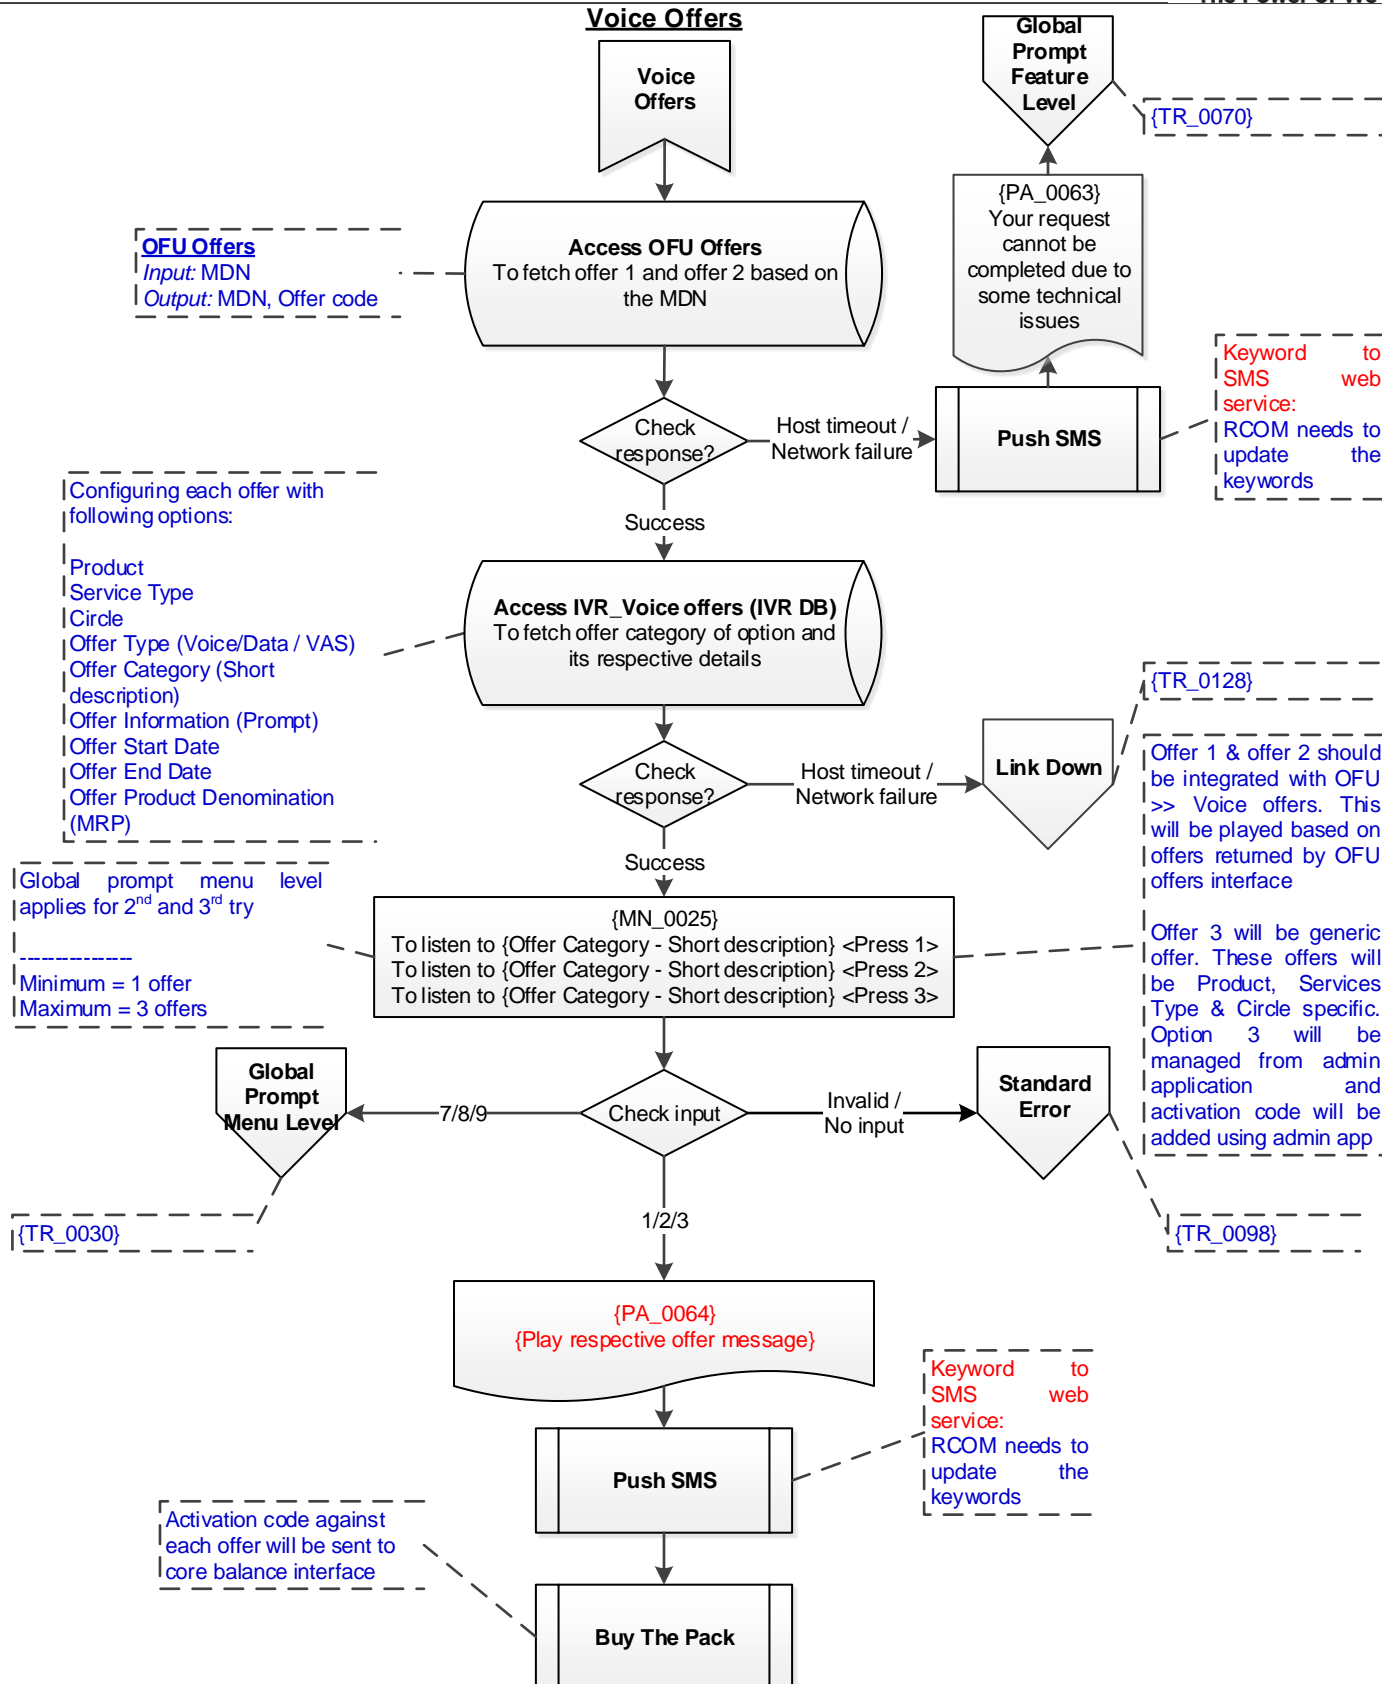 Voice Offers
Voice
Offers
Global
Prompt
Feature
Level
{TR_0070}
{PA_0063}
Your request
cannot be
completed due to
some technical
issues
OFU Offers
Input: MDN
Output: MDN, Offer code
Access OFU Offers
To fetch offer 1 and offer 2 based on
the MDN
Check
response?
Host timeout /
Network failure
Push SMS
Keyword to
SMS web
service:
RCOM needs to
update the
keywords
Success
Configuring each offer with
following options:
Product
Service Type
Circle
Offer Type (Voice/Data / VAS)
Offer Category (Short
description)
Offer Information (Prompt)
Offer Start Date
Offer End Date
Offer Product Denomination
(MRP)
Access IVR_Voice offers (IVR DB)
To fetch offer category of option and
its respective details
Check
response?
Host timeout /
Network failure
Link Down
{TR_0128}
Success
Offer 1 & offer 2 should
be integrated with OFU
>> Voice offers. This
will be played based on
offers returned by OFU
offers interface
Offer 3 will be generic
offer. These offers will
be Product, Services
Type & Circle specific.
Option 3 will be
managed from admin
application and
activation code will be
added using admin app
Global prompt menu level
applies for 2nd and 3rd try
----------------
Minimum = 1 offer
Maximum = 3 offers
{MN_0025}
To listen to {Offer Category - Short description} <Press 1>
To listen to {Offer Category - Short description} <Press 2>
To listen to {Offer Category - Short description} <Press 3>
Global
Prompt
Menu Level
7/8/9
Check input
Invalid /
No input
Standard
Error
{TR_0030}
1/2/3
{TR_0098}
{PA_0064}
{Play respective offer message}
Keyword to
SMS web
service:
RCOM needs to
update the
keywords
Push SMS
Activation code against
each offer will be sent to
core balance interface
Buy The Pack